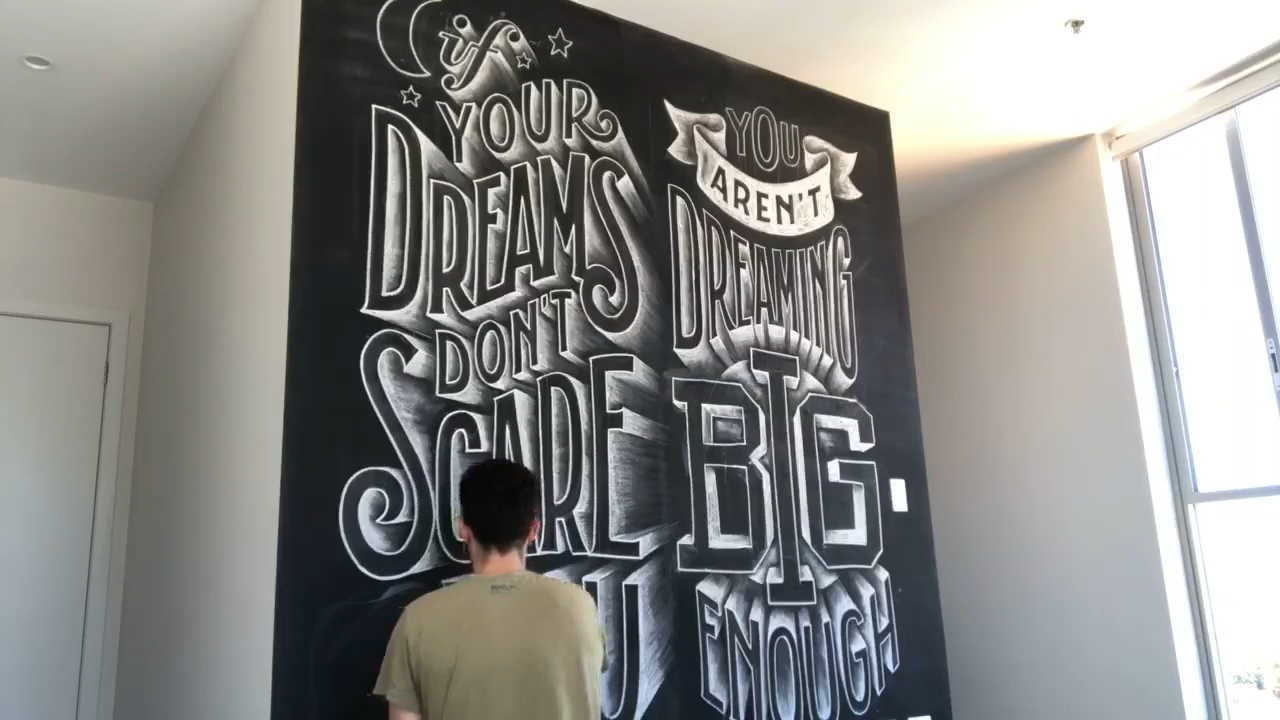 if
YOUR
DREAMS
DON'T
SCARE
YOU
AREN'T
DREAMING
BIG
ENOUGH